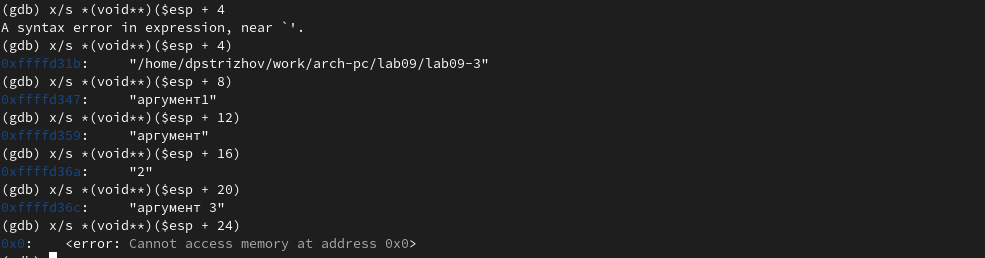 (gdb) x/s *(void**)($esp + 4
A syntax error in expression, near `'.
(gdb) x/s *(void**)($esp + 4)
0xffffd31b:     "/home/dpstrizhov/work/arch-pc/lab09/lab09-3"
(gdb) x/s *(void**)($esp + 8)
0xffffd347:     "аргумент1"
(gdb) x/s *(void**)($esp + 12)
0xffffd359:     "аргумент"
(gdb) x/s *(void**)($esp + 16)
0xffffd36a:     "2"
(gdb) x/s *(void**)($esp + 20)
0xffffd36c:     "аргумент 3"
(gdb) x/s *(void**)($esp + 24)
0x0:    <error: Cannot access memory at address 0x0>
(gdb)